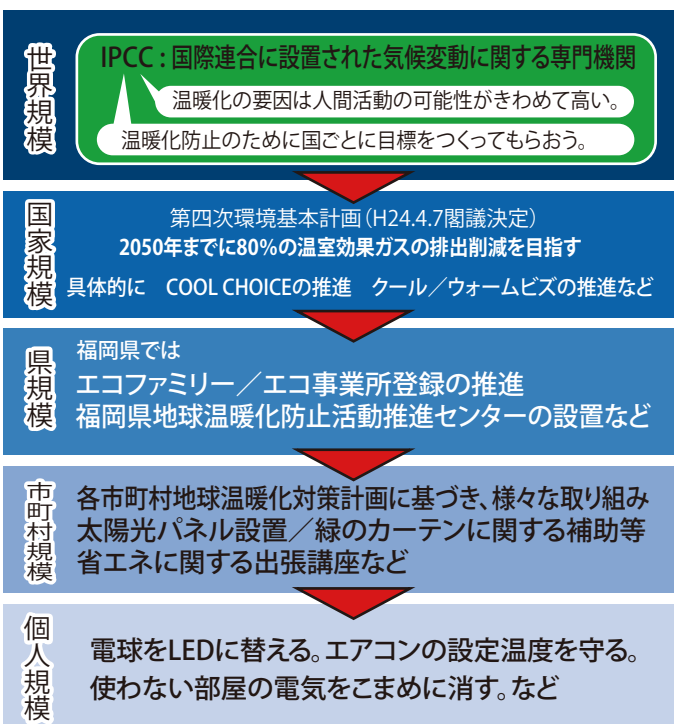 世界規模
IPCC：国際連合に設置された気候変動に関する専門機関
温暖化の要因は人間活動の可能性がきわめて高い。
温暖化防止のために国ごとに目標をつくってもらおう。
国家規模
第四次環境基本計画（H24.4.7閣議決定）
2050年までに80%の温室効果ガスの排出削減を目指す
具体的に　COOL CHOICEの推進　クール／ウォームビズの推進など
県規模
福岡県では
エコファミリー／エコ事業所登録の推進
福岡県地球温暖化防止活動推進センターの設置など
市町村規模
各市町村地球温暖化対策計画に基づき、様々な取り組み
太陽光パネル設置／緑のカーテンに関する補助等
省エネに関する出張講座など
個人規模
電球をLEDに替える。エアコンの設定温度を守る。
使わない部屋の電気をこまめに消す。など